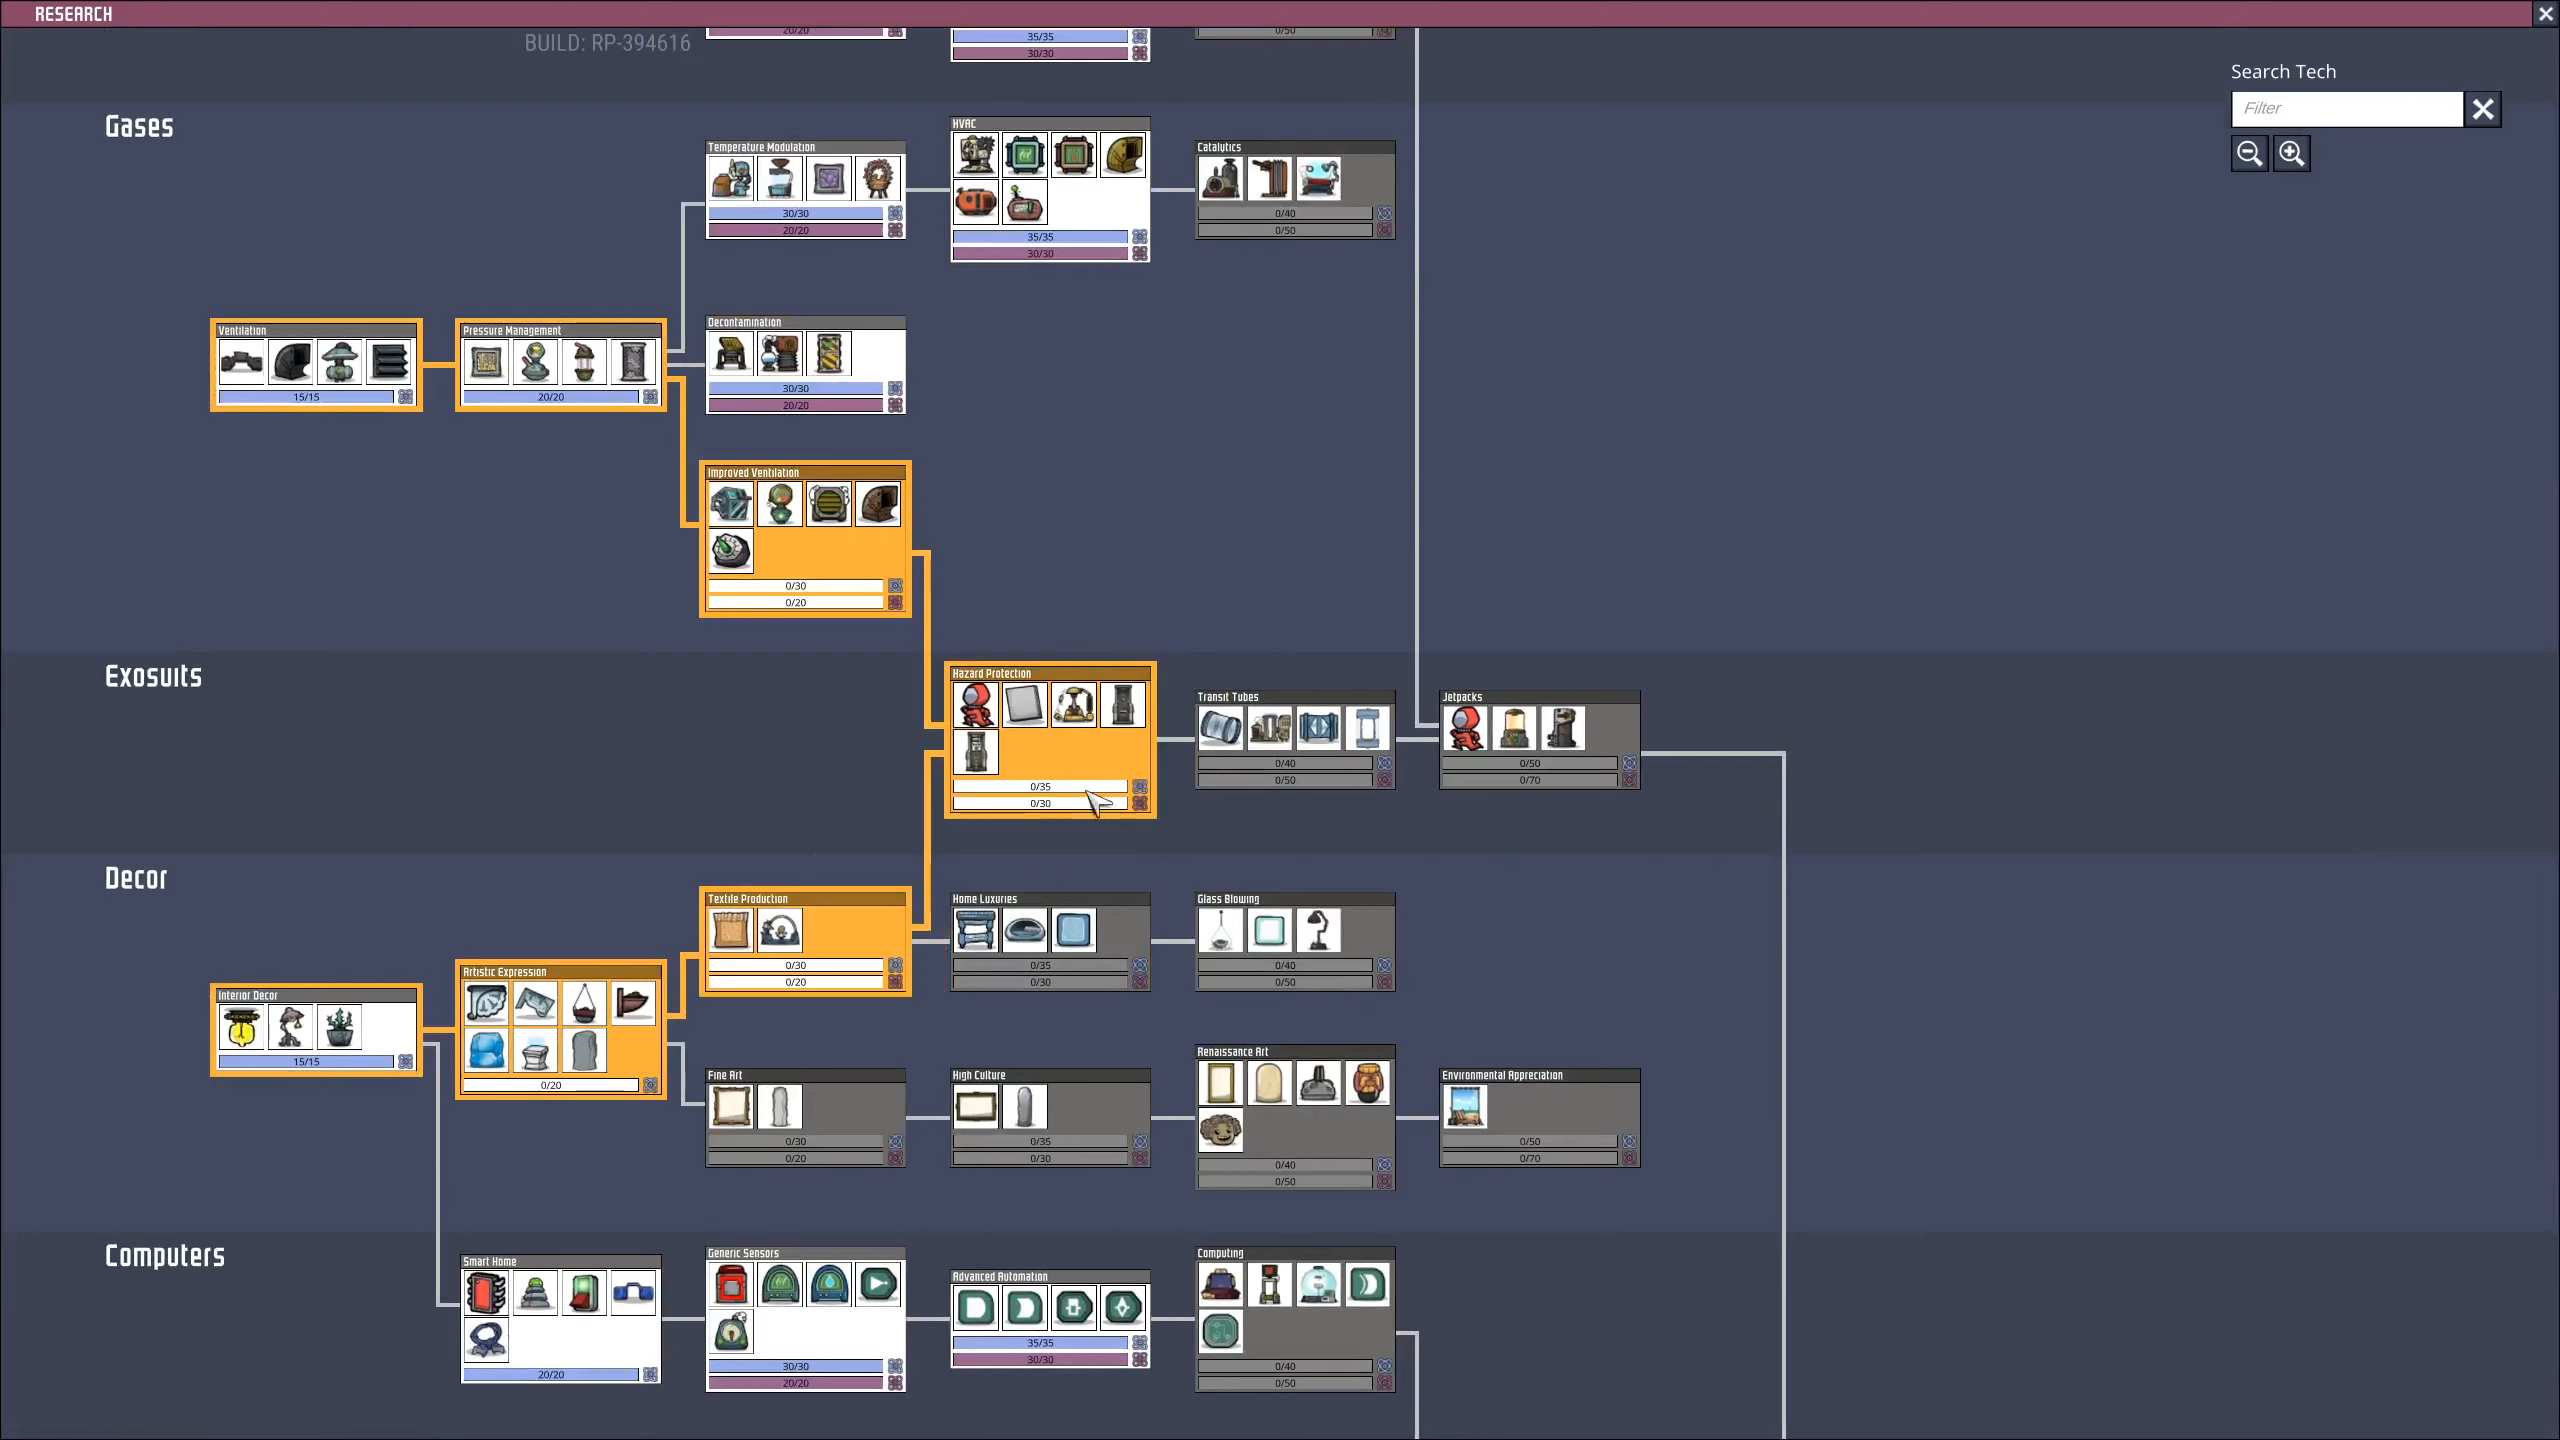 RESEARCH
BUILD: RP-394616
20/20
35/35
30/30
0/50
Search Tech
Filter
Gases
Temperature Modulation
30/30
20/20
HVAC
35/35
30/30
Catalytics
0/40
0/50
Ventilation
15/15
Pressure Management
20/20
Decontamination
30/30
20/20
Improved Ventilation
0/30
0/20
Exosuits
Hazard Protection
0/35
0/30
Transit Tubes
0/40
0/50
Jetpacks
0/50
0/70
Decor
Interior Decor
15/15
Artistic Expression
0/20
Textile Production
0/30
0/20
Home Luxuries
0/35
0/30
Glass Blowing
0/40
0/50
Fine Art
0/30
0/20
High Culture
0/35
0/30
Renaissance Art
0/40
0/50
Environmental Appreciation
0/50
0/70
Computers
Smart Home
20/20
Generic Sensors
30/30
20/20
Advanced Automation
35/35
30/30
Computing
0/40
0/50